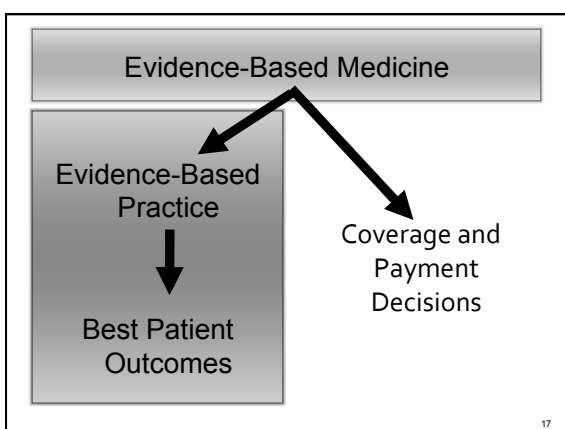 Evidence-Based Medicine
Evidence-Based
Practice
Best Patient
Outcomes
Coverage and
Payment
Decisions
17